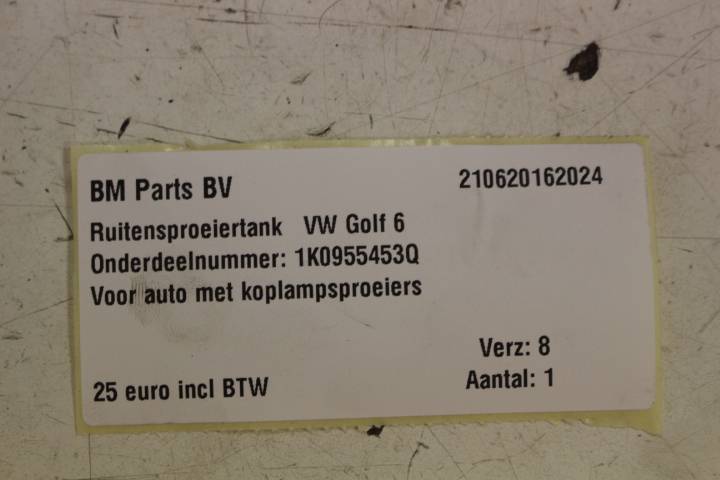 BM Parts BV 210620162024
Ruitensproeiertank VW Golf 6
Onderdeelnummer: 1K0955453Q
Voor auto met koplampsproeiers
Verz: 8
25 euro incl BTW Aantal: 1